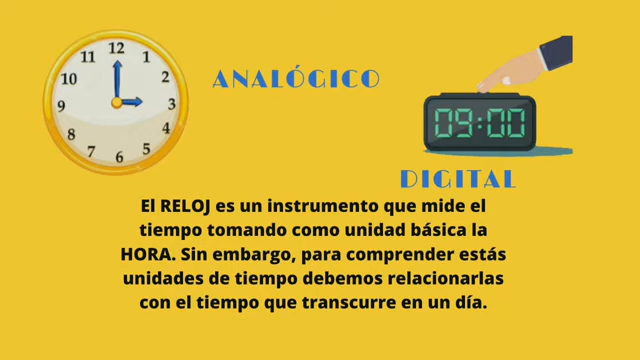 12
11
1
10
2
9
3
8
4
7
5
6
ANALÓGICO
09:00
DIGITAL
El RELOJ es un instrumento que mide el
tiempo tomando como unidad básica la
HORA. Sin embargo, para comprender estás
unidades de tiempo debemos relacionarlas
con el tiempo que transcurre en un día.